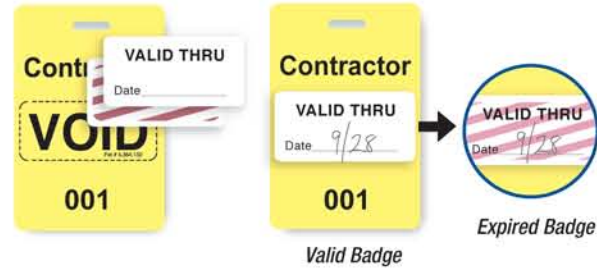 Contr
VALID THRU
Date
VOID
001
Contractor
VALID THRU
Date 9/28
001
Valid Badge
VALID THRU
Date 9/28
Expired Badge